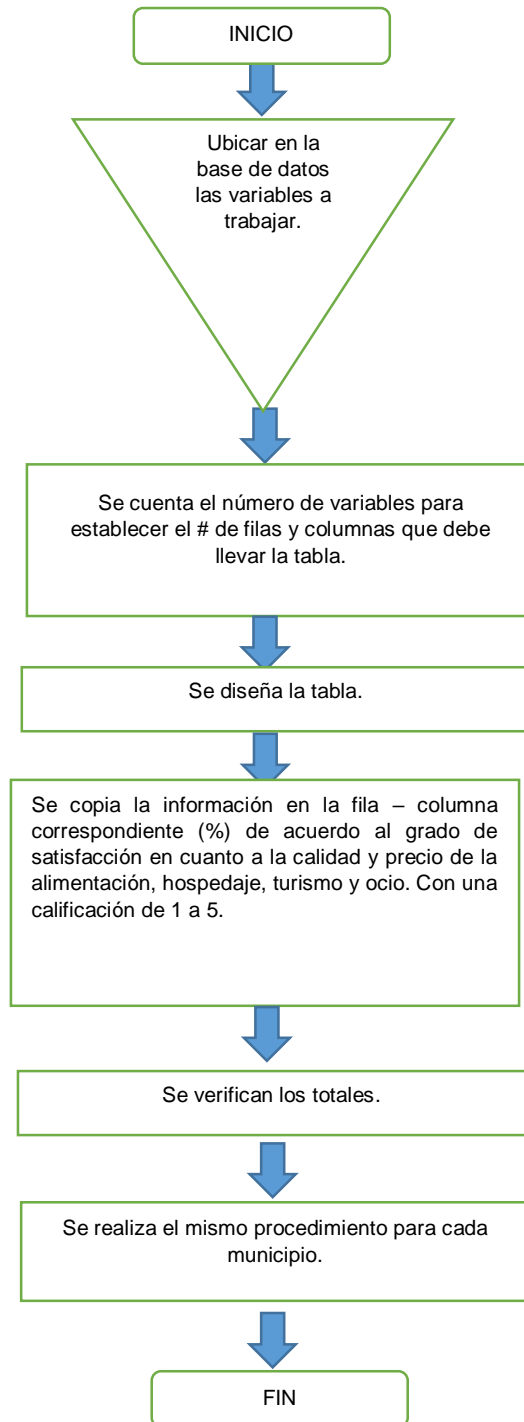 INICIO
Ubicar en la
base de datos
las variables a
trabajar.
Se cuenta el número de variables para
establecer el # de filas y columnas que debe
llevar la tabla.
Se diseña la tabla.
Se copia la información en la fila – columna
correspondiente (%) de acuerdo al grado de
satisfacción en cuanto a la calidad y precio de la
alimentación, hospedaje, turismo y ocio. Con una
calificación de 1 a 5.
Se verifican los totales.
Se realiza el mismo procedimiento para cada
municipio.
FIN